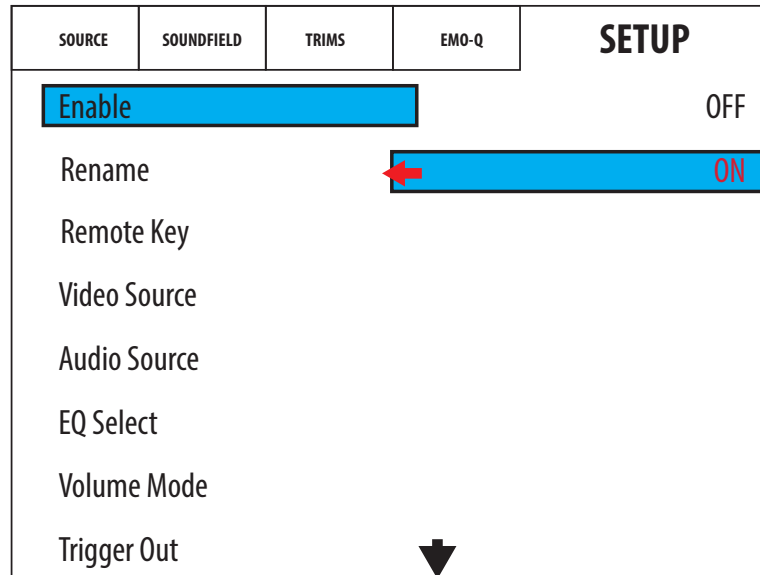 SOURCE SOUNDFIELD TRIMS EMO-Q SETUP
Enable OFF
Rename ON
Remote Key
Video Source
Audio Source
EQ Select
Volume Mode
Trigger Out